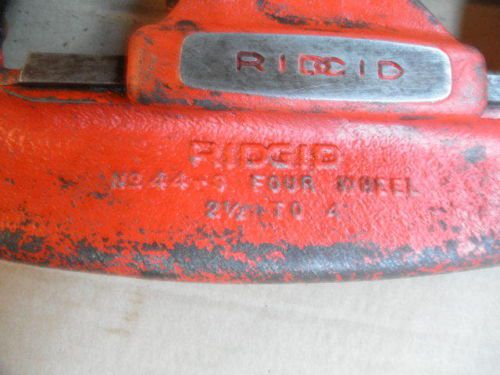 RIDGID
RIDGID
No 44-S FOUR WHEEL
2½ TO 4